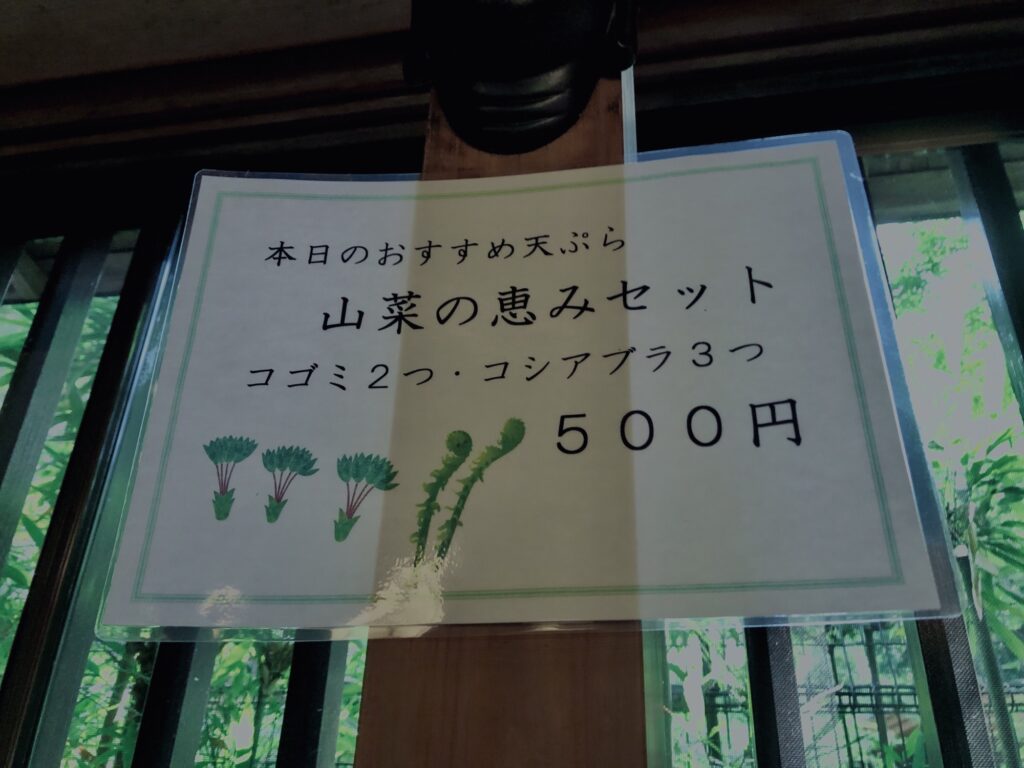 本日のおすすめ天ぷら
山菜の恵みセット
コゴミ２つ・コシアブラ３つ
５００円